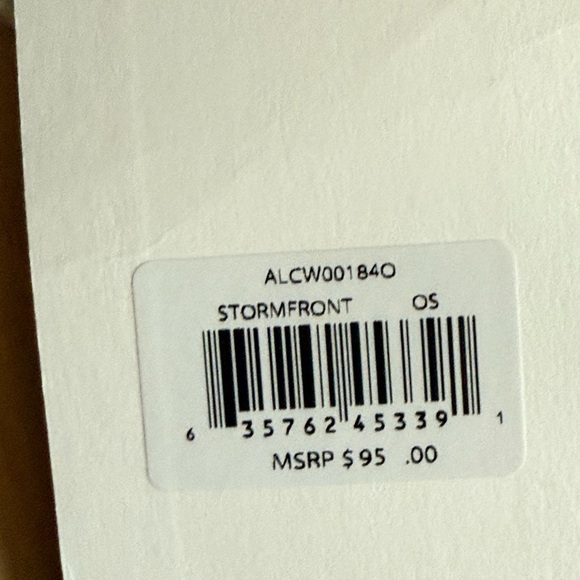 ALCW00184O
STORMFRONT OS
6 35762 45339 1
MSRP $95 .00